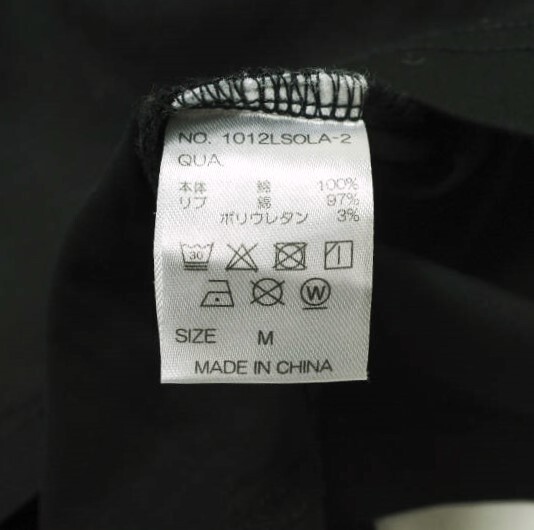 NO. 1012LSOLA-2
QUA.
本体 綿 100%
リブ 綿 97%
ポリウレタン 3%
30
W
SIZE M
MADE IN CHINA